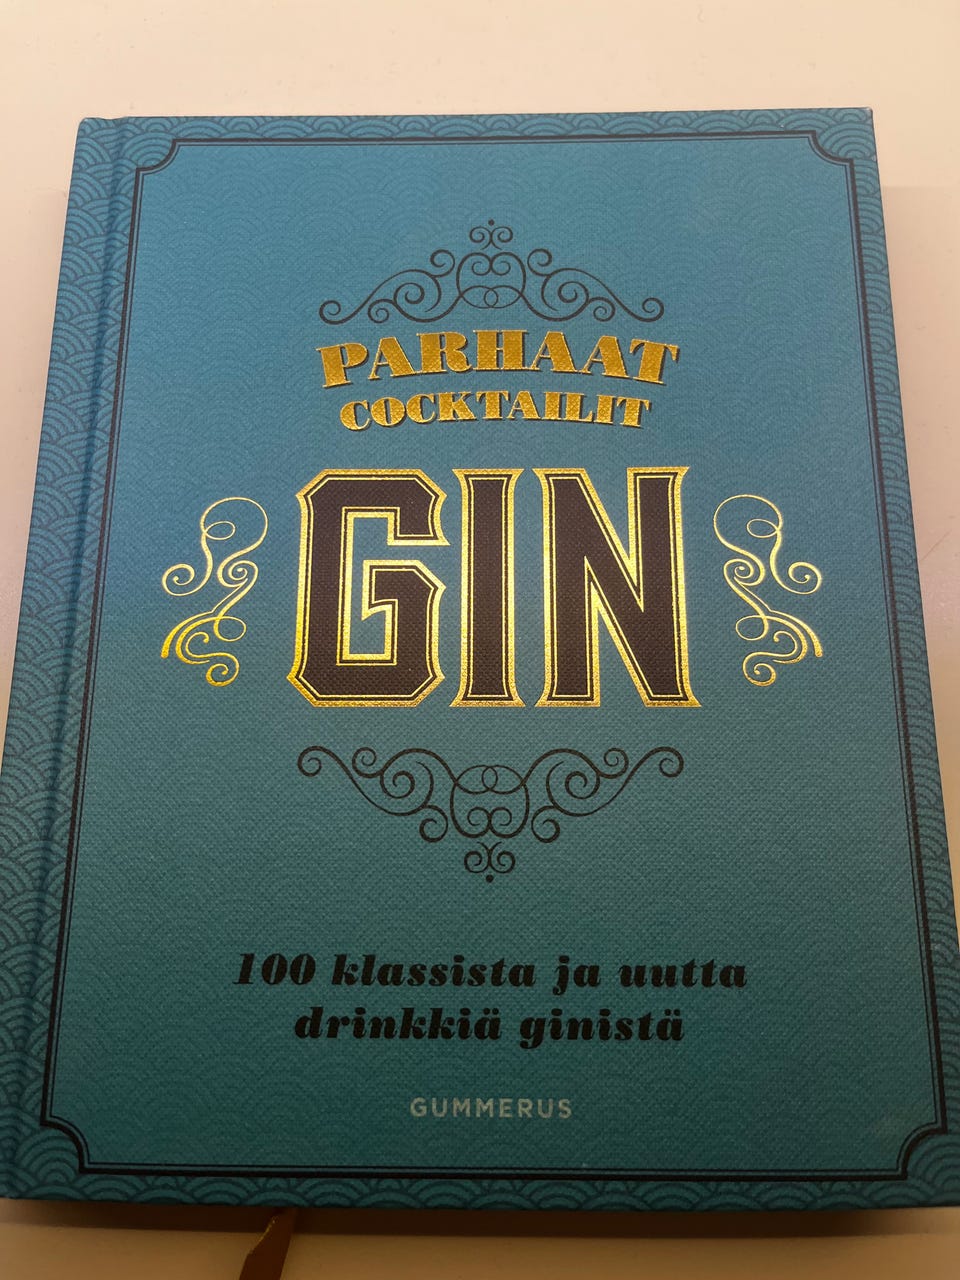 PARHAAT
COCKTAILIT
GIN
100 klassista ja uutta
drinkkiä ginistä
GUMMERUS